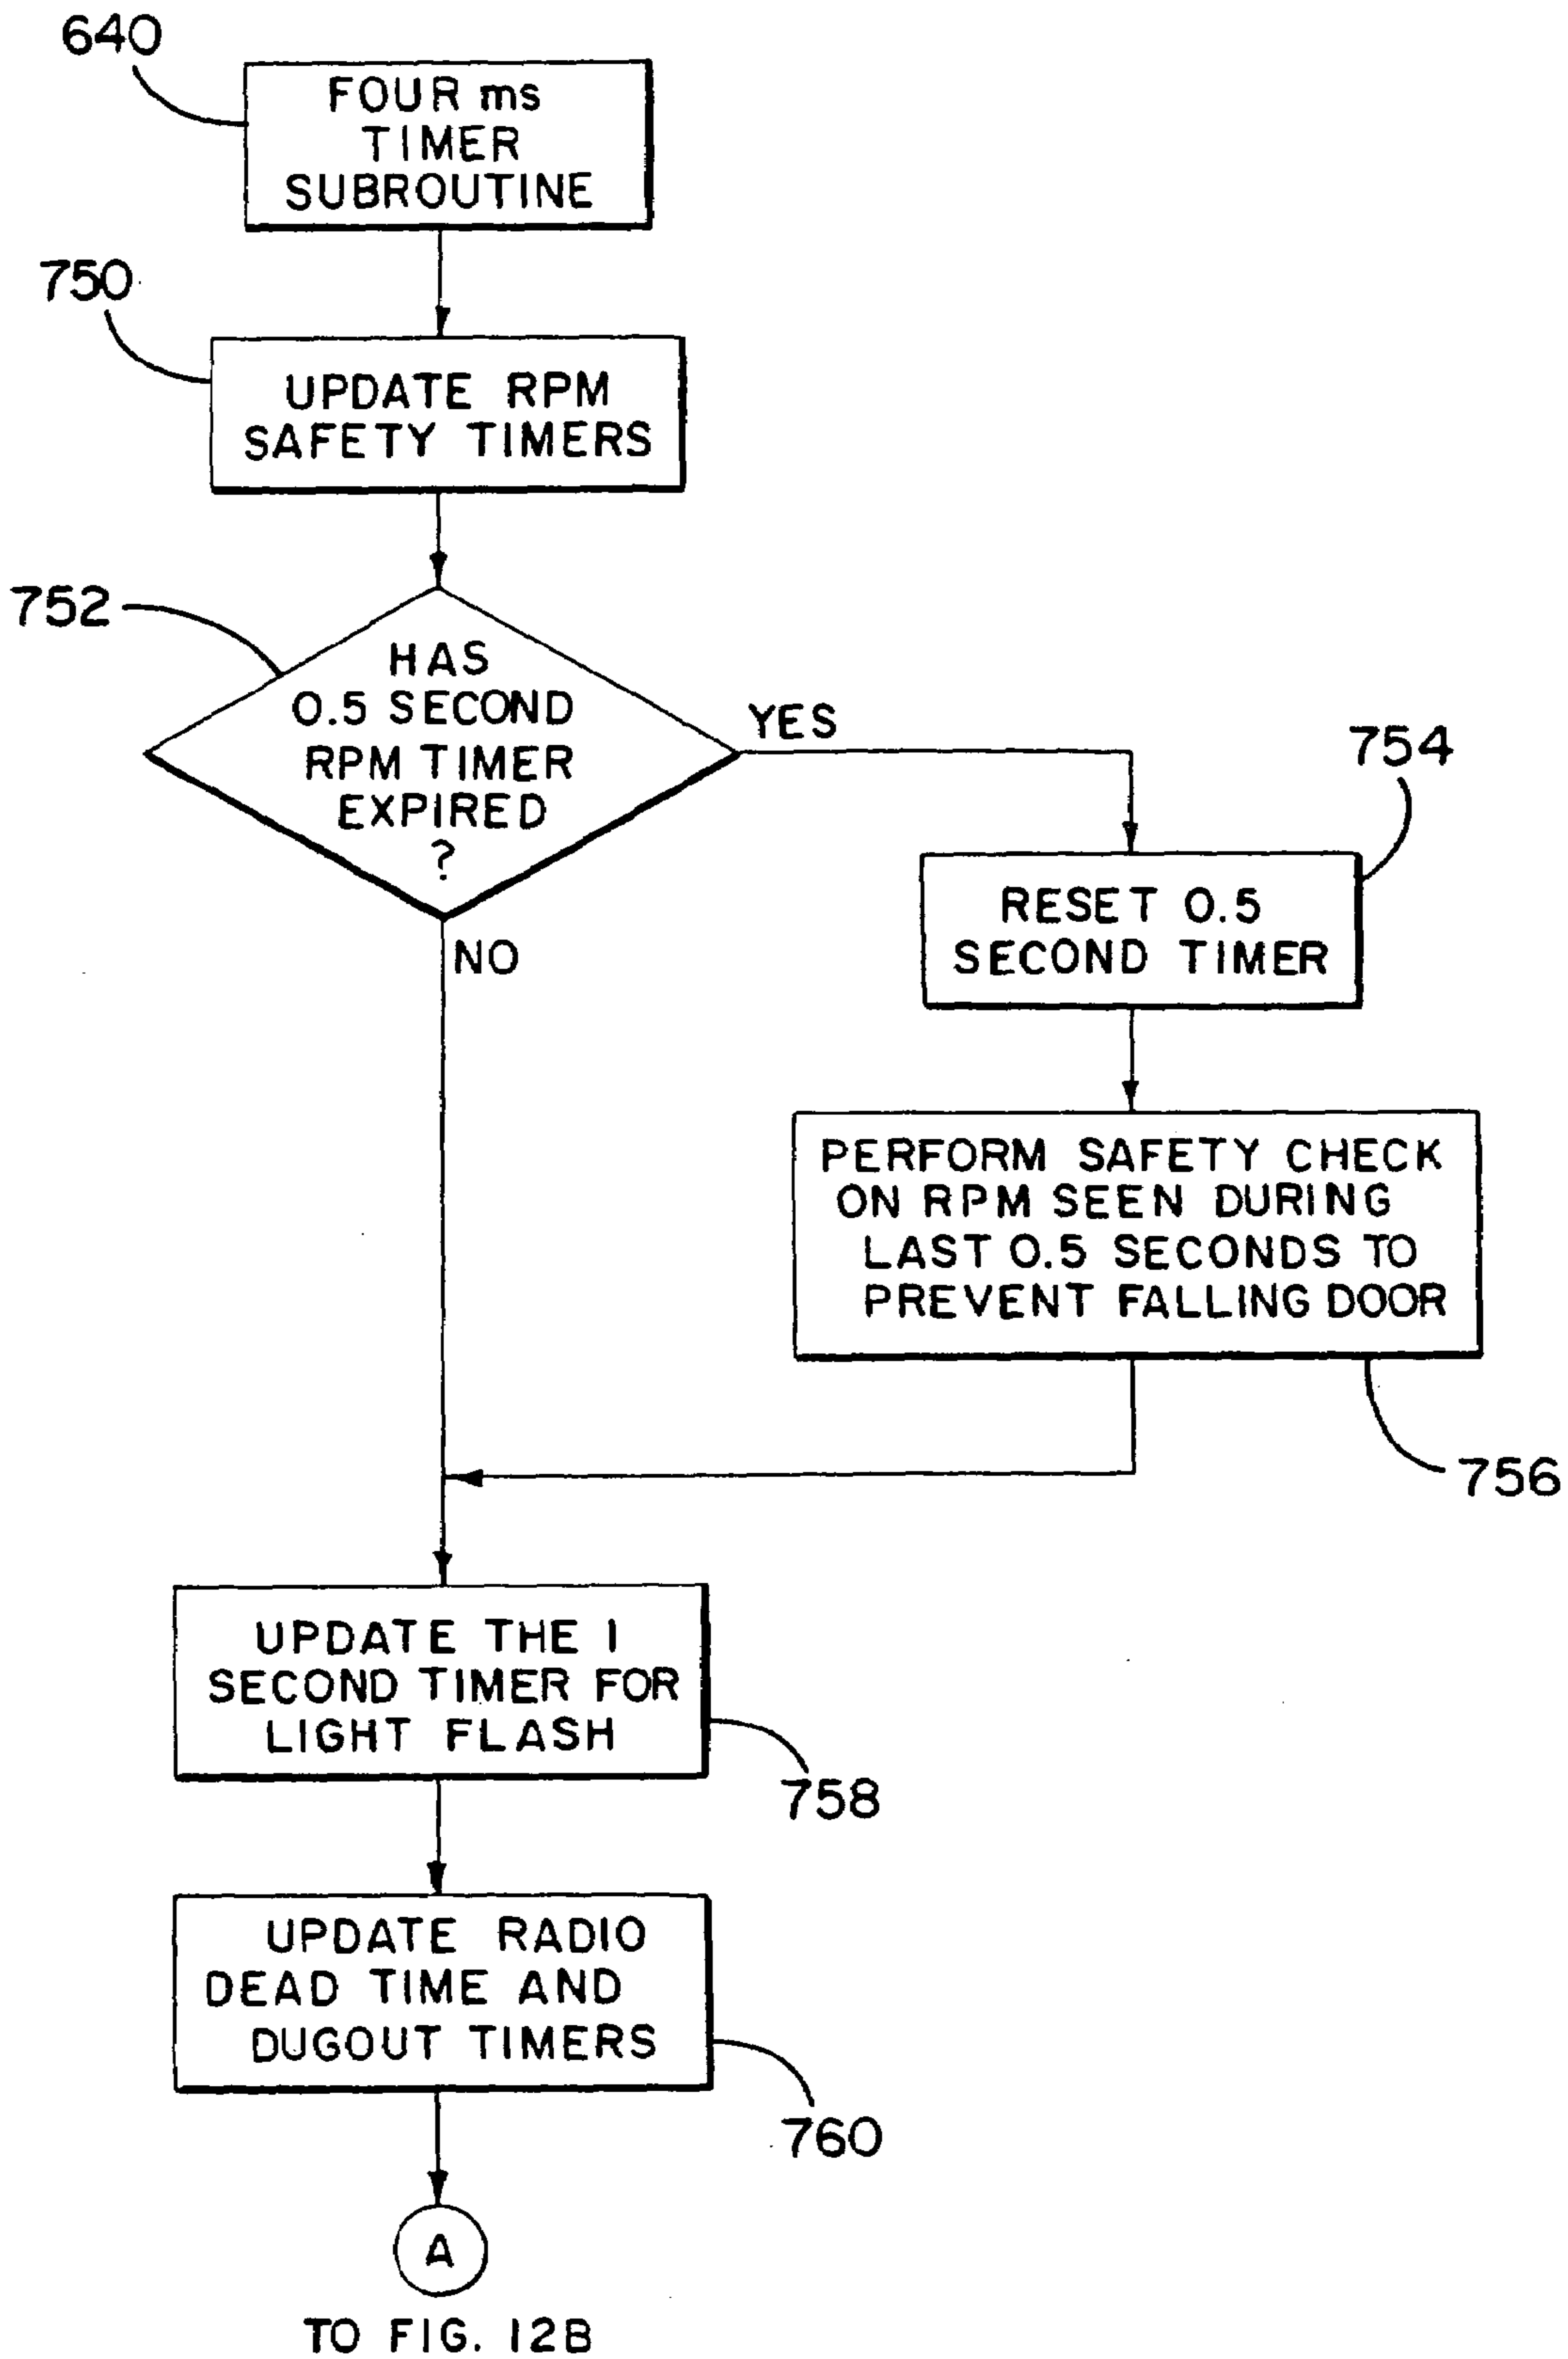 640
FOUR ms
TIMER
SUBROUTINE
750
UPDATE RPM
SAFETY TIMERS
752
HAS
0.5 SECOND
RPM TIMER
EXPIRED
?
YES
NO
754
RESET 0.5
SECOND TIMER
PERFORM SAFETY CHECK
ON RPM SEEN DURING
LAST 0.5 SECONDS TO
PREVENT FALLING DOOR
756
UPDATE THE 1
SECOND TIMER FOR
LIGHT FLASH
758
UPDATE RADIO
DEAD TIME AND
DUGOUT TIMERS
760
A
TO FIG. 12B